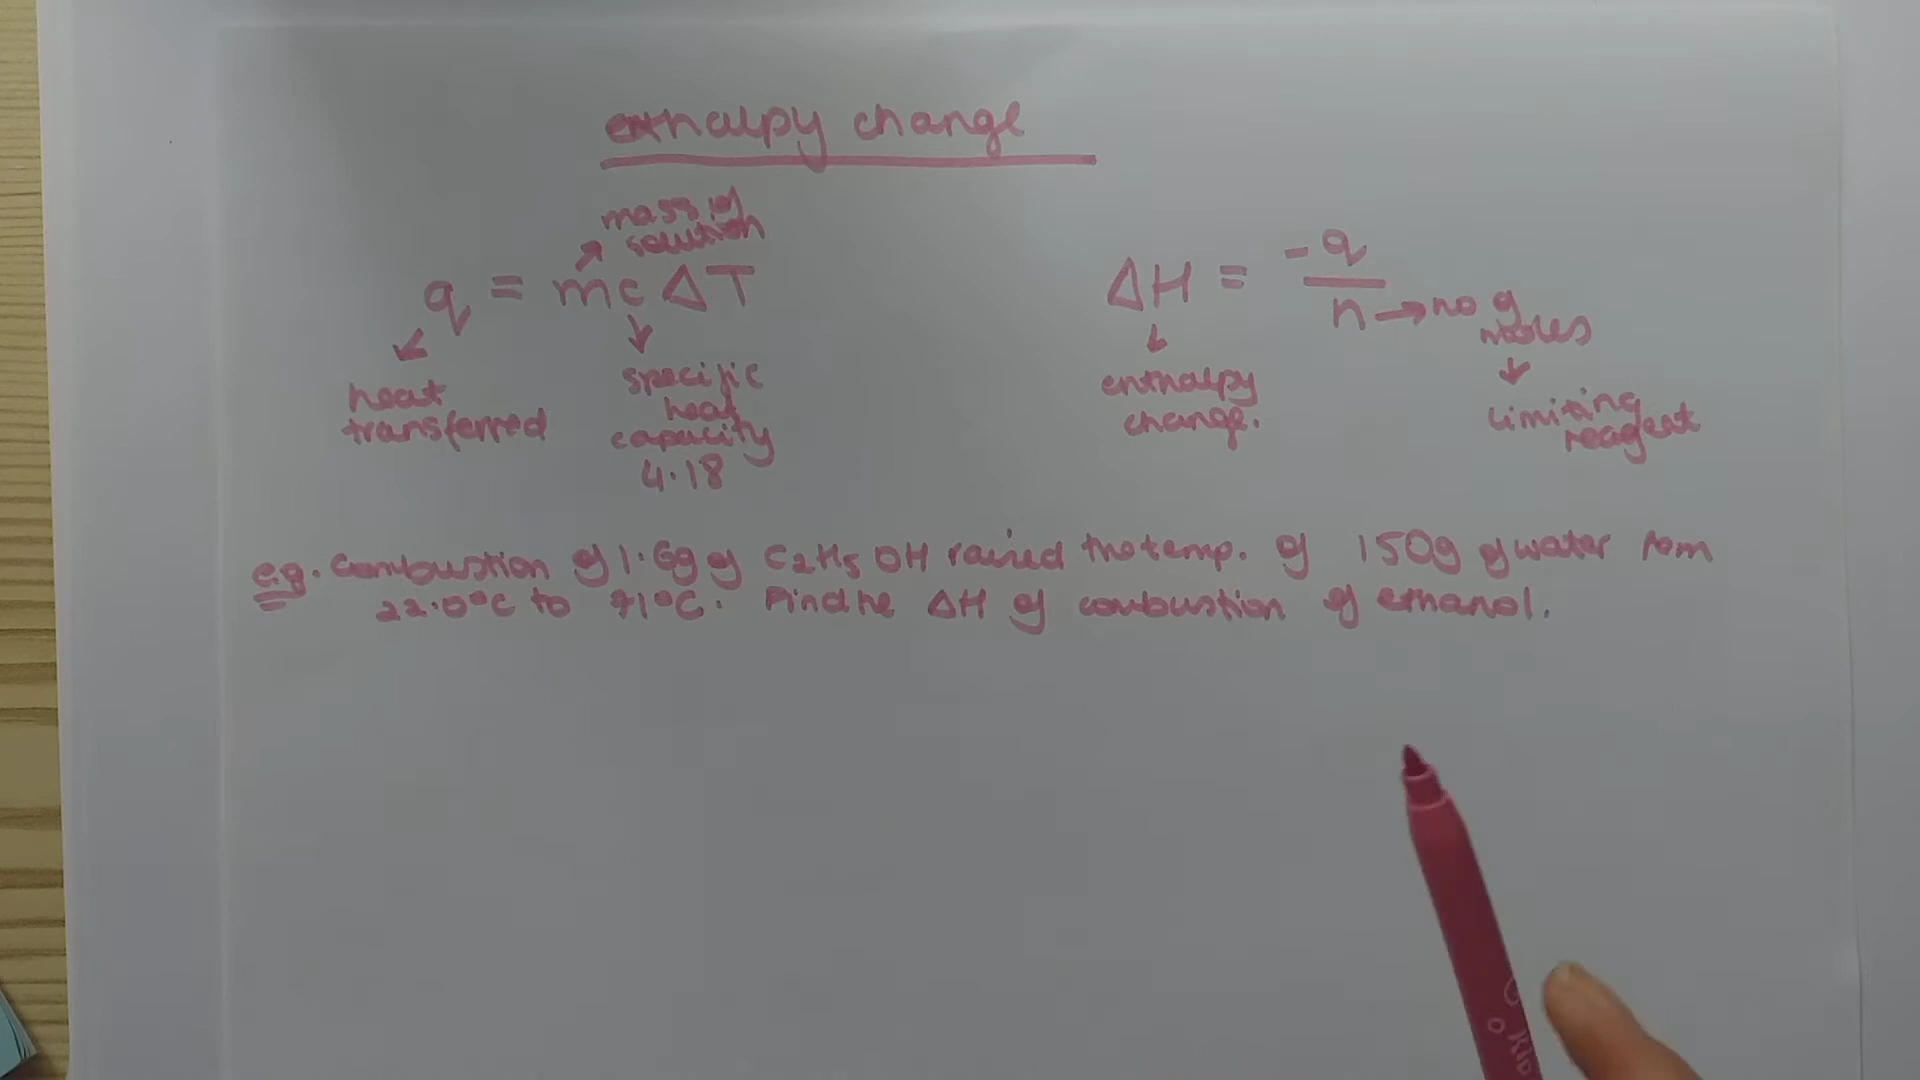 enthalpy change
mass of
solution
q = mc ΔT
heat
transferred
specific
heat
capacity
4.18
ΔH = -q
n → no of
moles
enthalpy
change.
limiting
reagent
e.g. Combustion of 1.6g of C2H5OH raised the temp. of 150g of water from
22.0°C to 71°C. Find the ΔH of combustion of ethanol.